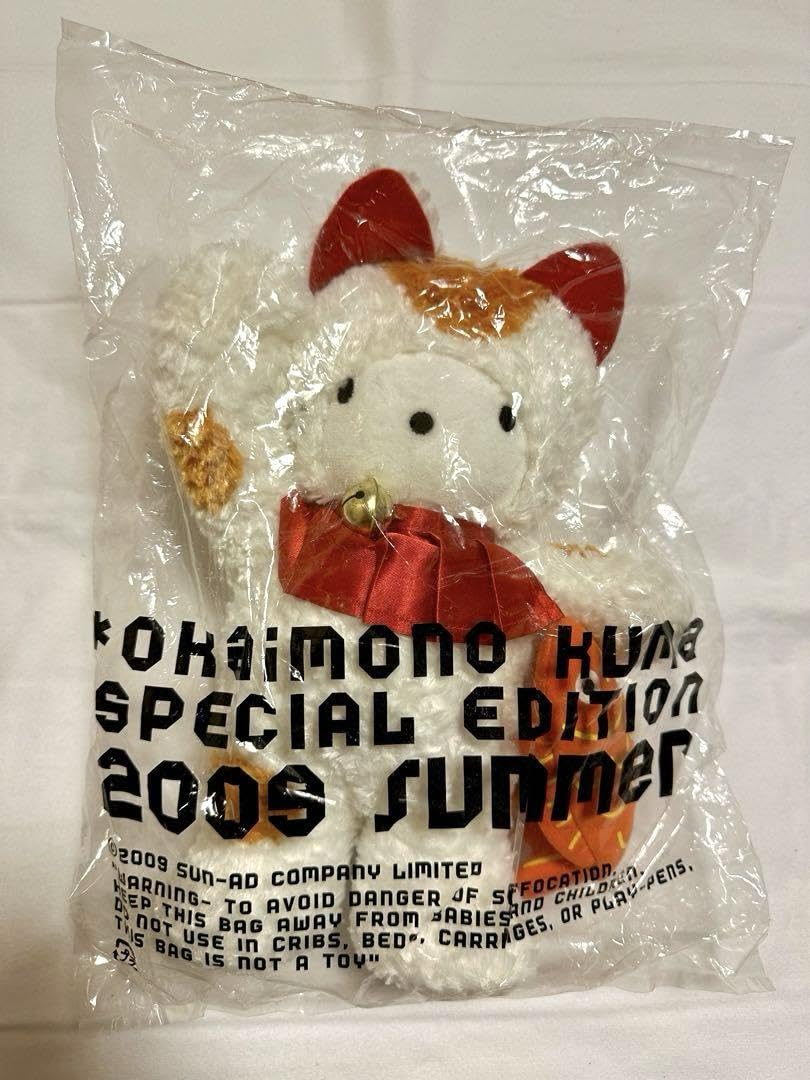 *OKaimono Kuma
SPECIAL EDITION
2009 Summer
©2009 SUN-AD COMPANY LIMITED
WARNING- TO AVOID DANGER OF SUFFOCATION,
KEEP THIS BAG AWAY FROM BABIES AND CHILDREN.
DO NOT USE IN CRIBS, BEDS, CARRIAGES, OR PLAY-PENS,
THIS BAG IS NOT A TOY"